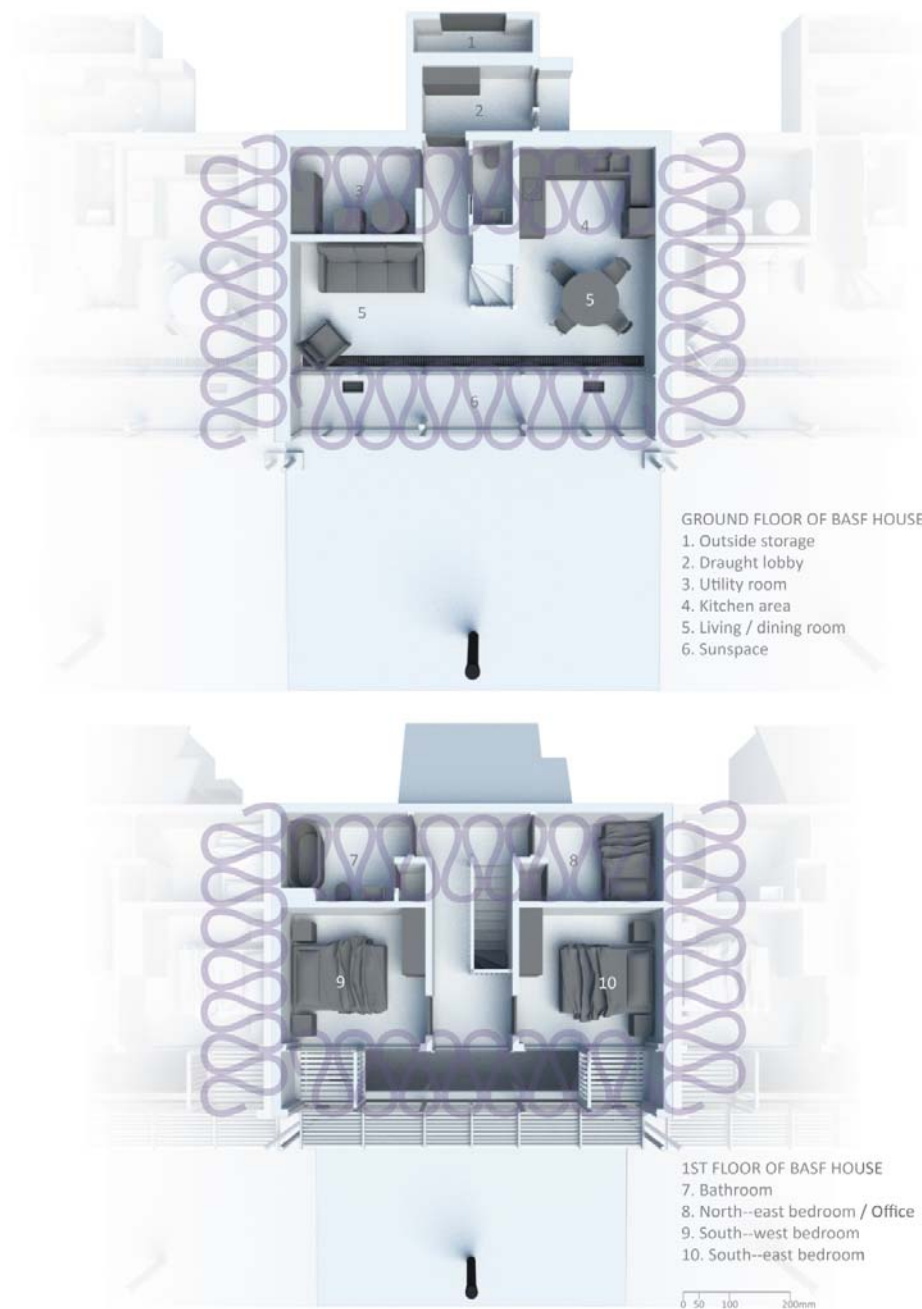 1
2
3
4
5
5
6
GROUND FLOOR OF BASF HOUSE
1. Outside storage
2. Draught lobby
3. Utility room
4. Kitchen area
5. Living / dining room
6. Sunspace
7
8
9
10
1ST FLOOR OF BASF HOUSE
7. Bathroom
8. North--east bedroom / Office
9. South--west bedroom
10. South--east bedroom
0 50 100 200mm